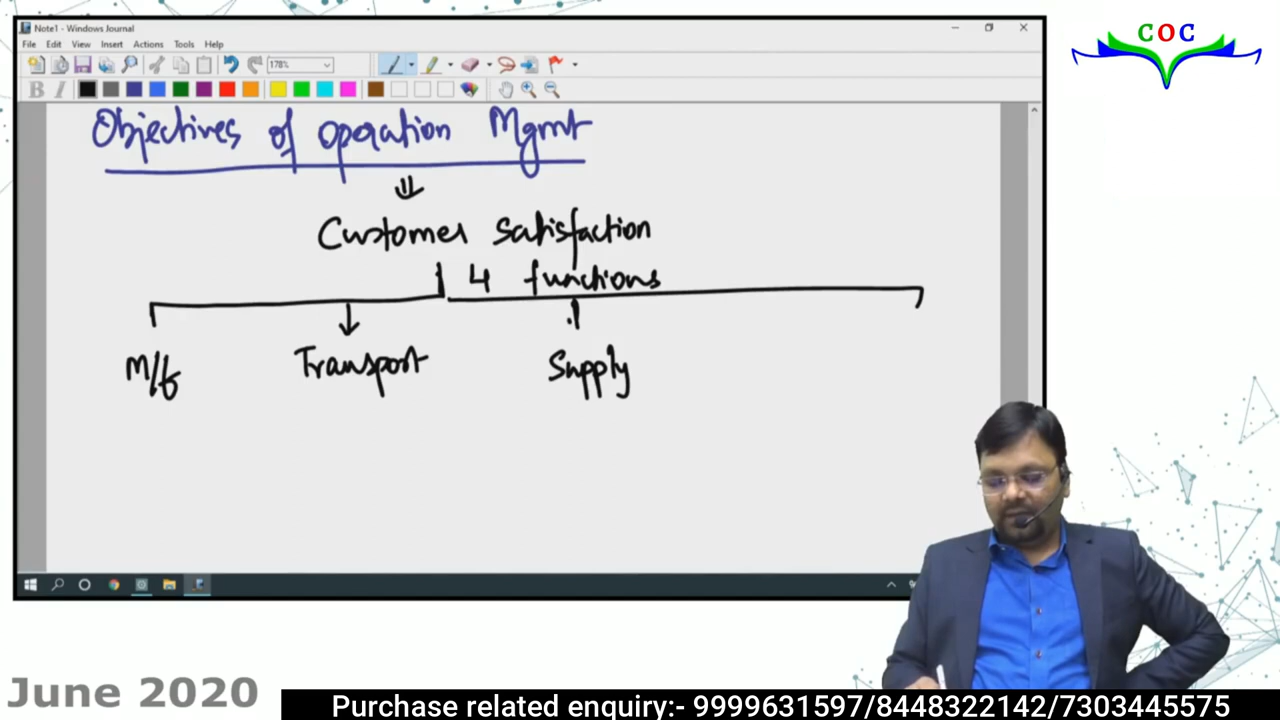 Note1 - Windows Journal
COC
File Edit View Insert Actions Tools Help
178%
B I
Objectives of operation Mgmt
Customer Satisfaction
4 functions
M/f Transport Supply
June 2020
Purchase related enquiry:- 9999631597/8448322142/7303445575